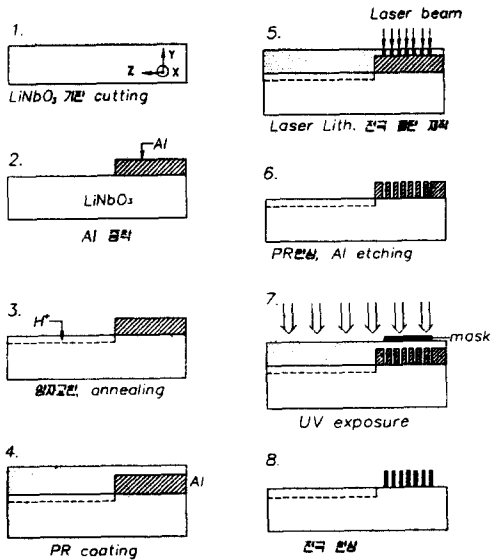 1.
Y
Z X
LiNbO₃ 기판 cutting
2.
Al
LiNbO₃
Al 증착
3.
H⁺
양자교환, annealing
4.
Al
PR coating
Laser beam
5.
Laser Lith. 전극 패턴 제작
6.
PR현상, Al etching
7.
mask
UV exposure
8.
전극 현상